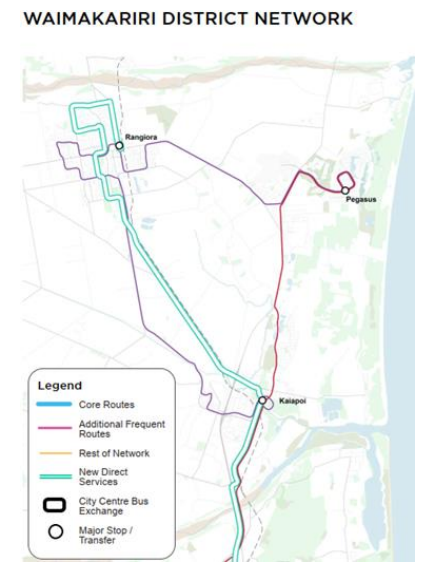 WAIMAKARIRI DISTRICT NETWORK
Rangiora
Pegasus
Kaiapoi
Legend
Core Routes
Additional Frequent
Routes
Rest of Network
New Direct
Services
City Centre Bus
Exchange
Major Stop /
Transfer